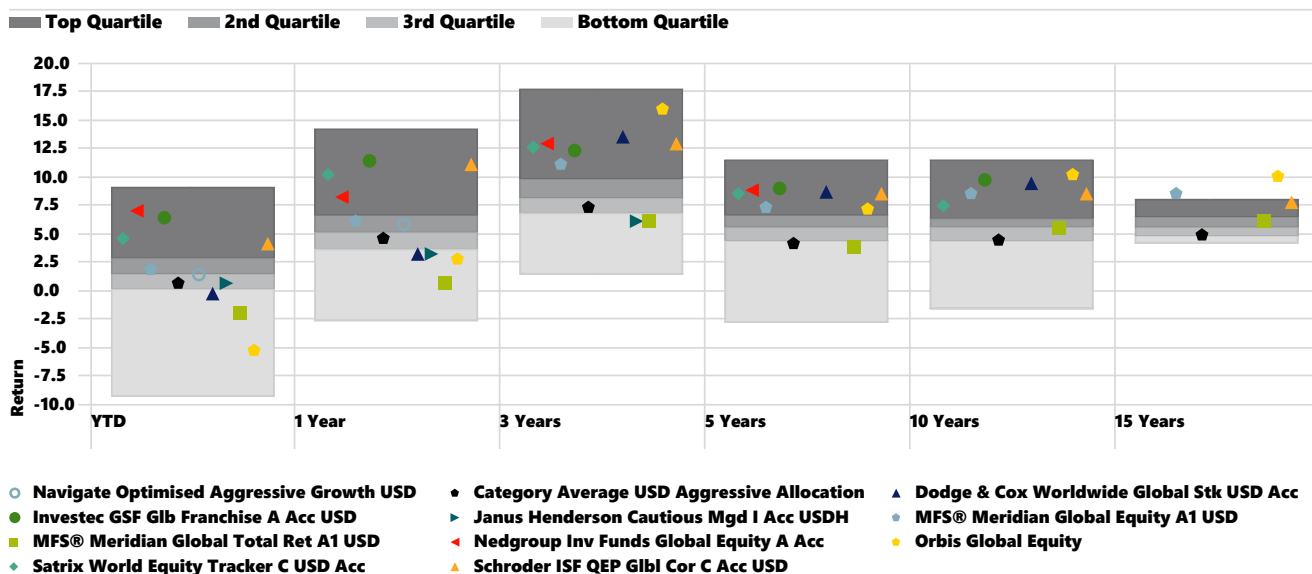 Top Quartile 2nd Quartile 3rd Quartile Bottom Quartile
20.0
17.5
15.0
12.5
10.0
7.5
5.0
2.5
0.0
-2.5
-5.0
-7.5
-10.0
Return
YTD 1 Year 3 Years 5 Years 10 Years 15 Years
Navigate Optimised Aggressive Growth USD Category Average USD Aggressive Allocation Dodge & Cox Worldwide Global Stk USD Acc
Investec GSF Glb Franchise A Acc USD Janus Henderson Cautious Mgd I Acc USDH MFS® Meridian Global Equity A1 USD
MFS® Meridian Global Total Ret A1 USD Nedgroup Inv Funds Global Equity A Acc Orbis Global Equity
Satrix World Equity Tracker C USD Acc Schroder ISF QEP Glbl Cor C Acc USD